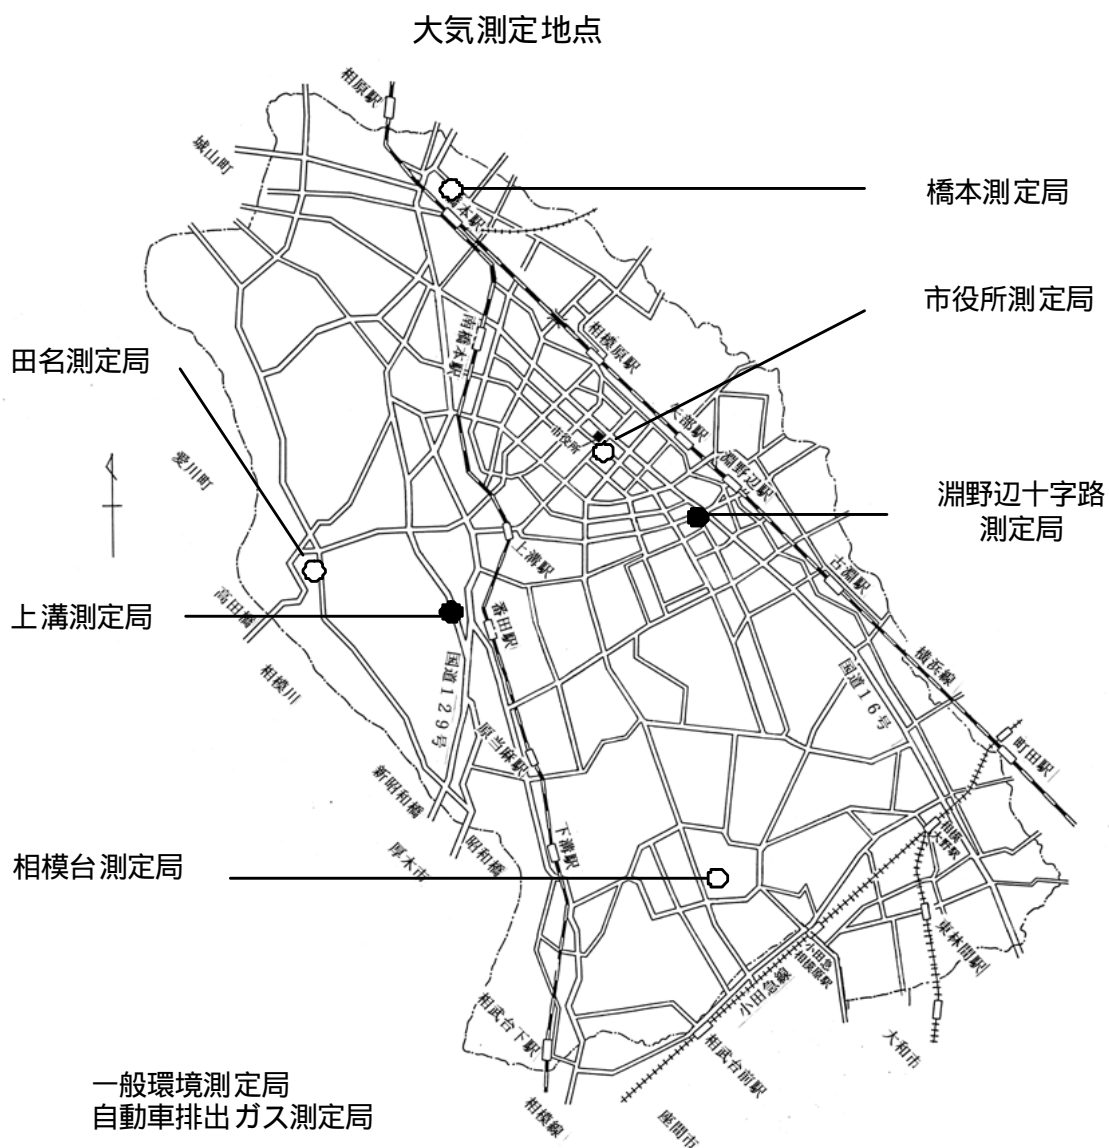 大気測定地点
相原駅
城山町
橋本測定局
本駅
市役所測定局
南橋本駅
相模原駅
田名測定局
矢部駅
市役所
淵野辺駅
愛川町
淵野辺十字路
測定局
上溝駅
古淵駅
高田橋
上溝測定局
番田駅
横浜線
国道129号
国道16号
相模川
原当麻駅
町田駅
新昭和橋
昭和橋
下溝駅
相模大野駅
厚木市
相模台測定局
東林間駅
小田急
相模原駅
小田急線
相武台下駅
大和市
相武台前駅
一般環境測定局
自動車排出ガス測定局
相模線
座間市